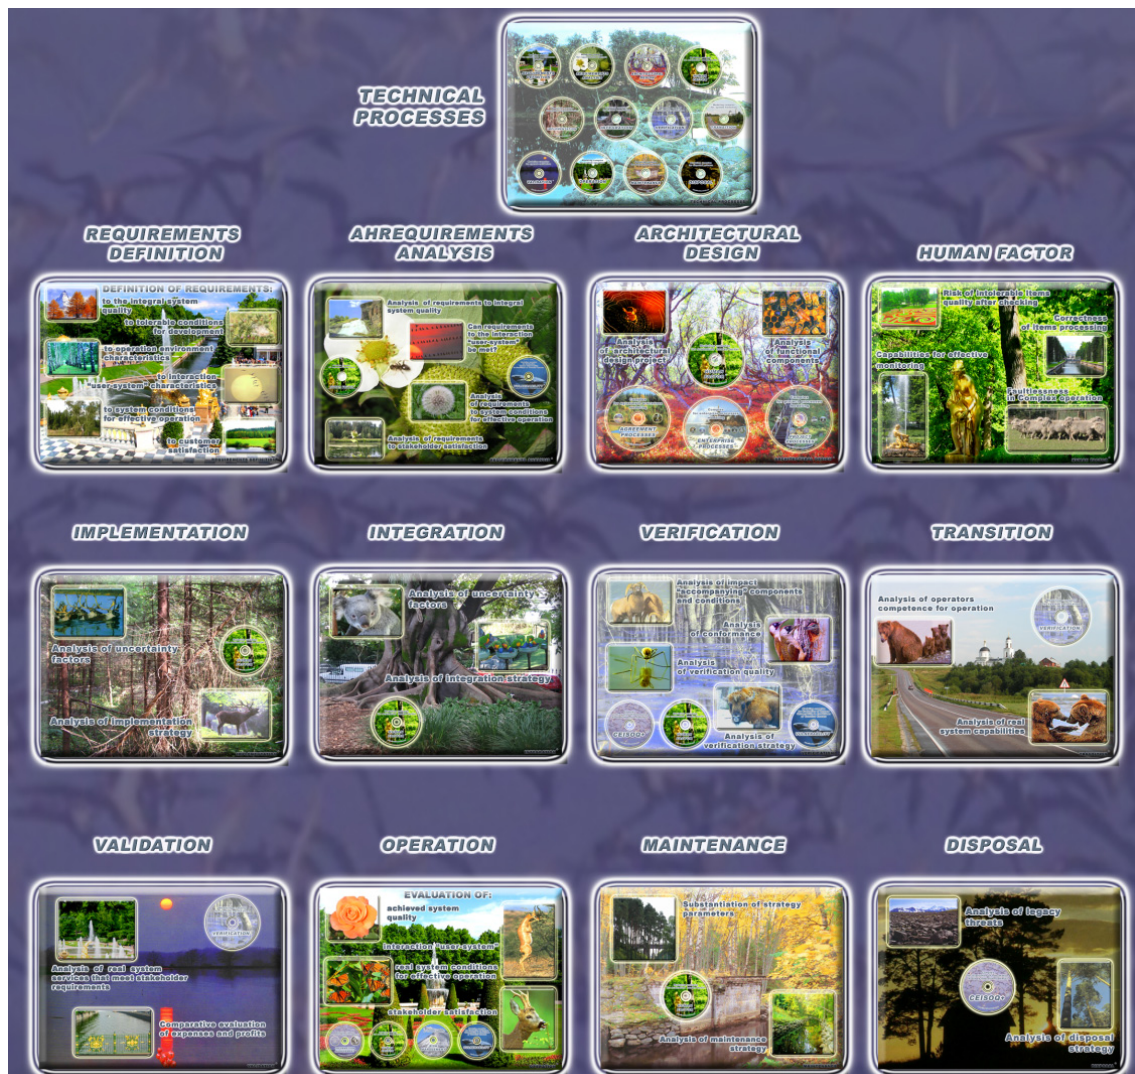 TECHNICAL
PROCESSES
REQUIREMENTS
DEFINITION
AHREQUIREMENTS
ANALYSIS
ARCHITECTURAL
DESIGN
HUMAN FACTOR
DEFINITION OF REQUIREMENTS:
to the integral system
quality
to tolerable conditions
for development
to operation environment
characteristics
to interaction
"user-system" characteristics
to system conditions
for effective operation
to customer
satisfaction
Analysis of requirements to integral
system quality
Can requirements
to the interaction
"user-system"
be met?
Analysis
of requirements
to system conditions
for effective operation
Analysis of requirements
to stakeholder satisfaction
Analysis
of architectural
design project
Analysis
of functional
components
AGREEMENT
PROCESSES
ENTERPRISE
PROCESSES
Risk of intolerable items
quality after checking
Correctness
of items processing
Capabilities for effective
monitoring
Faultlessness
in Complex operation
IMPLEMENTATION
INTEGRATION
VERIFICATION
TRANSITION
Analysis of uncertainty
factors
Analysis of implementation
strategy
Analysis of uncertainty
factors
Analysis of integration strategy
Analysis of impact
"accompanying" components
and conditions
Analysis
of conformance
Analysis
of verification quality
CEISOQ+
Analysis of
verification strategy
Analysis of operators
competence for operation
VERIFICATION
Analysis of real
system capabilities
VALIDATION
OPERATION
MAINTENANCE
DISPOSAL
VERIFICATION
Analysis of real system
services that meet stakeholder
requirements
Comparative evaluation
of expenses and profits
EVALUATION OF:
achieved system
quality
interaction "user-system"
real system conditions
for effective operation
stakeholder satisfaction
Substantiation of strategy
parameters
Analysis of maintenance
strategy
Analysis of legacy
threats
CEISOQ+
Analysis of disposal
strategy